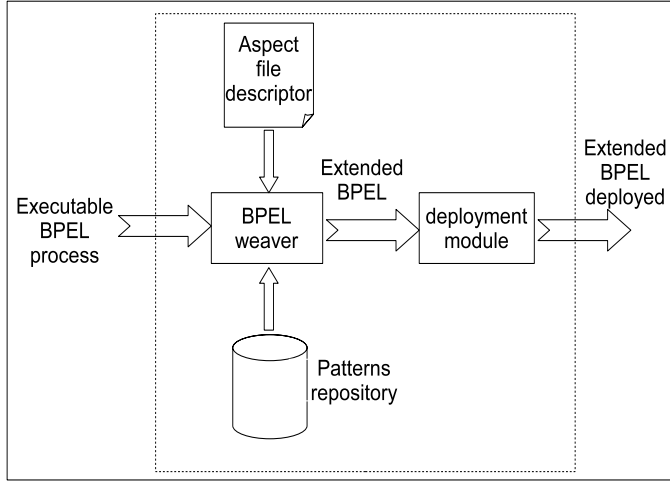 Aspect
file
descriptor
Executable
BPEL
process
BPEL
weaver
Extended
BPEL
deployment
module
Extended
BPEL
deployed
Patterns
repository